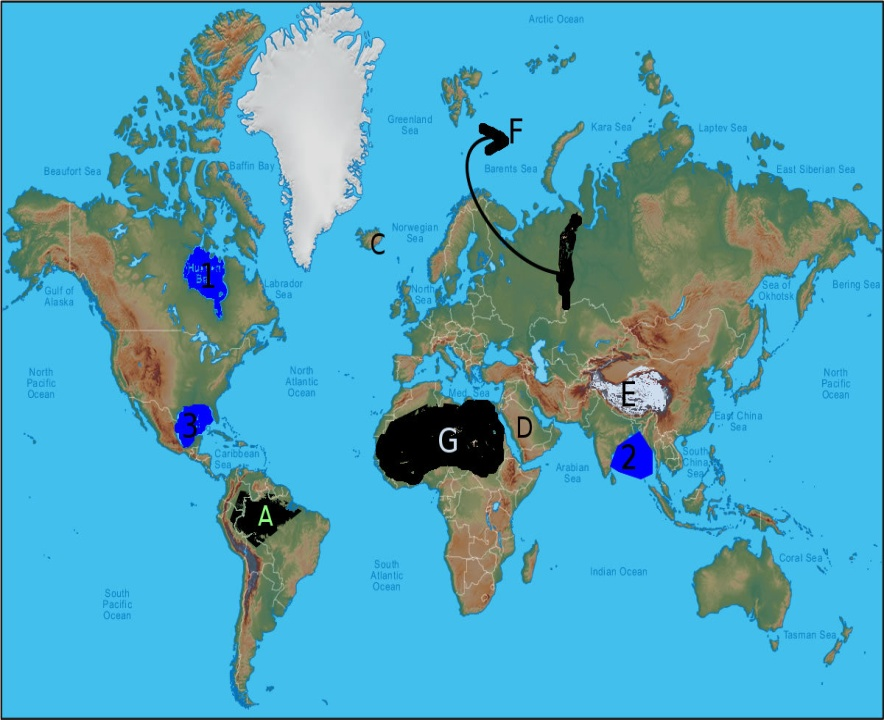 Arctic Ocean
Greenland
Sea
F
Kara Sea
Laptev Sea
Beaufort Sea
Baffin Bay
Barents Sea
East Siberian Sea
C
Norwegian
Sea
1
Labrador
Sea
Gulf of
Alaska
North
Sea
Sea of
Okhotsk
Bering Sea
North
Pacific
Ocean
North
Atlantic
Ocean
Med. Sea
E
North
Pacific
Ocean
3
G
D
East China
Sea
Caribbean
Sea
Arabian
Sea
2
South
China
Sea
A
South
Pacific
Ocean
South
Atlantic
Ocean
Indian Ocean
Coral Sea
Tasman Sea